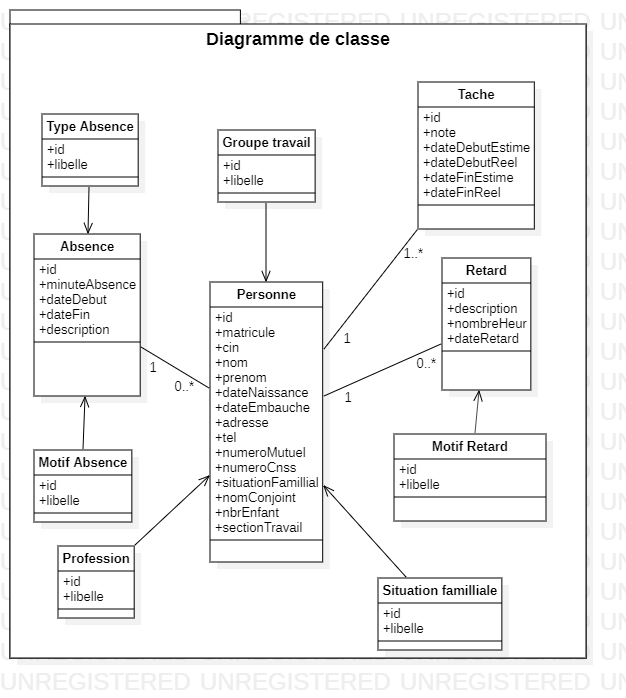 UNREGISTERED UNREGISTERED
Diagramme de classe
Type Absence
+id
+libelle
Groupe travail
+id
+libelle
Tache
+id
+note
+dateDebutEstime
+dateDebutReel
+dateFinEstime
+dateFinReel
Absence
+id
+minuteAbsence
+dateDebut
+dateFin
+description
1
0..*
Personne
+id
+matricule
+cin
+nom
+prenom
+dateNaissance
+dateEmbauche
+adresse
+tel
+numeroMutuel
+numeroCnss
+situationFamillial
+nomConjoint
+nbrEnfant
+sectionTravail
1..*
1
Retard
+id
+description
+nombreHeur
+dateRetard
0..*
1
Motif Absence
+id
+libelle
Motif Retard
+id
+libelle
Profession
+id
+libelle
Situation familliale
+id
+libelle
UNREGISTERED UNREGISTERED UNREGISTERED